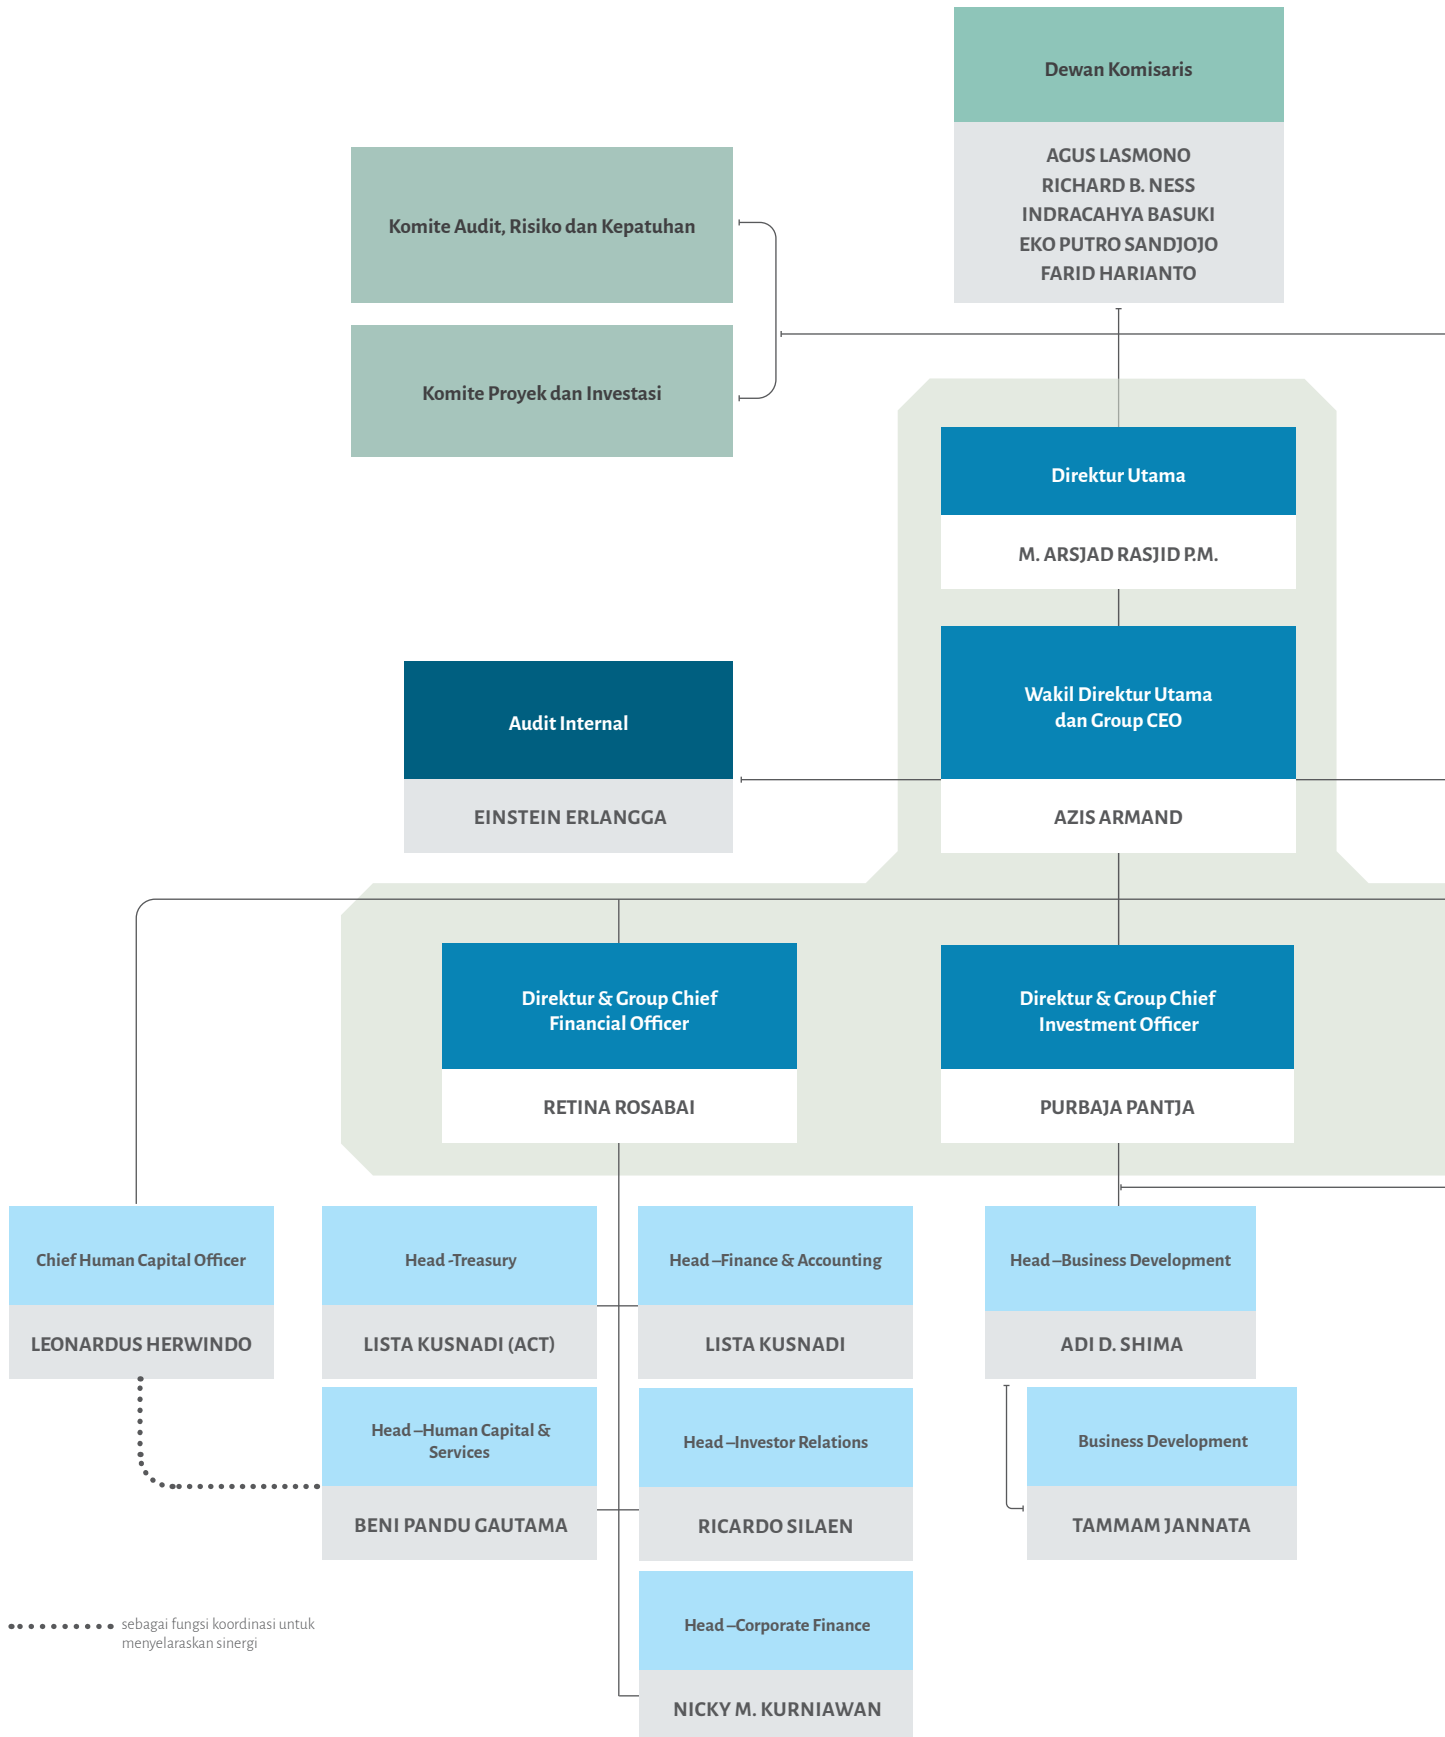 Dewan Komisaris
AGUS LASMONO
RICHARD B. NESS
INDRACAHYA BASUKI
EKO PUTRO SANDJOJO
FARID HARIANTO
Komite Audit, Risiko dan Kepatuhan
Komite Proyek dan Investasi
Direktur Utama
M. ARSJAD RASJID P.M.
Wakil Direktur Utama
dan Group CEO
AZIS ARMAND
Audit Internal
EINSTEIN ERLANGGA
Direktur & Group Chief
Financial Officer
RETINA ROSABAI
Direktur & Group Chief
Investment Officer
PURBAJA PANTJA
Chief Human Capital Officer
LEONARDUS HERWINDO
Head -Treasury
LISTA KUSNADI (ACT)
Head –Finance & Accounting
LISTA KUSNADI
Head –Business Development
ADI D. SHIMA
Head –Human Capital &
Services
BENI PANDU GAUTAMA
Head –Investor Relations
RICARDO SILAEN
Business Development
TAMMAM JANNATA
Head –Corporate Finance
NICKY M. KURNIAWAN
sebagai fungsi koordinasi untuk
menyelaraskan sinergi